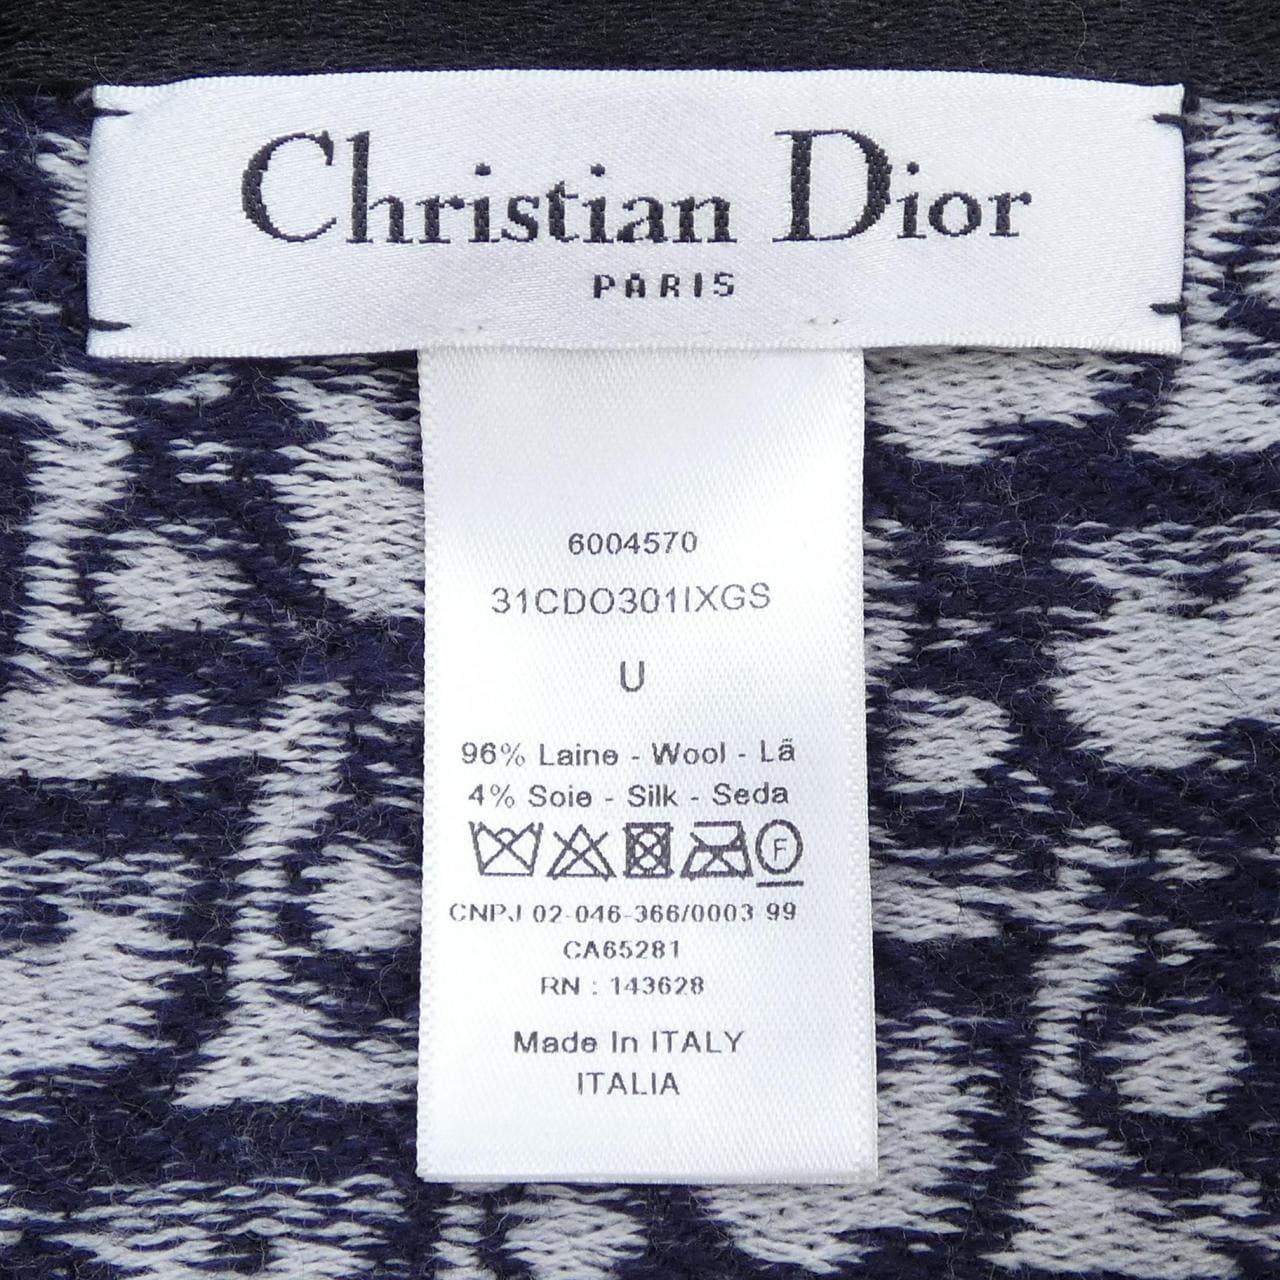 Christian Dior
PARIS
6004570
31CDO301IXGS
U
96% Laine - Wool - Lã
4% Soie - Silk - Seda
F
CNPJ 02-046-366/0003 99
CA65281
RN : 143628
Made In ITALY
ITALIA